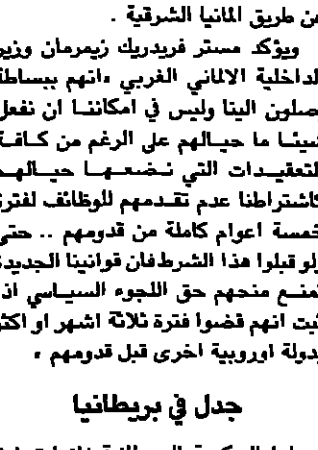 عن طريق المانيا الشرقية .
ويؤكد مستر فريدريك زيمرمان وزير
الداخلية الالماني الغربي «انهم ببساطة
يصلون الينا وليس في امكاننا ان نفعل
شيئا ما حيالهم على الرغم من كافة
التعقيدات التي نضعها حيالهم
كاشتراطنا عدم تقدمهم للوظائف لفترة
خمسة اعوام كاملة من قدومهم .. حتى
ولو قبلوا هذا الشرط فان قوانينا الجديدة
تمنع منحهم حق اللجوء السياسي اذا
ثبت انهم قضوا فترة ثلاثة اشهر او اكثر
بدولة اوروبية اخرى قبل قدومهم »
جدل في بريطانيا